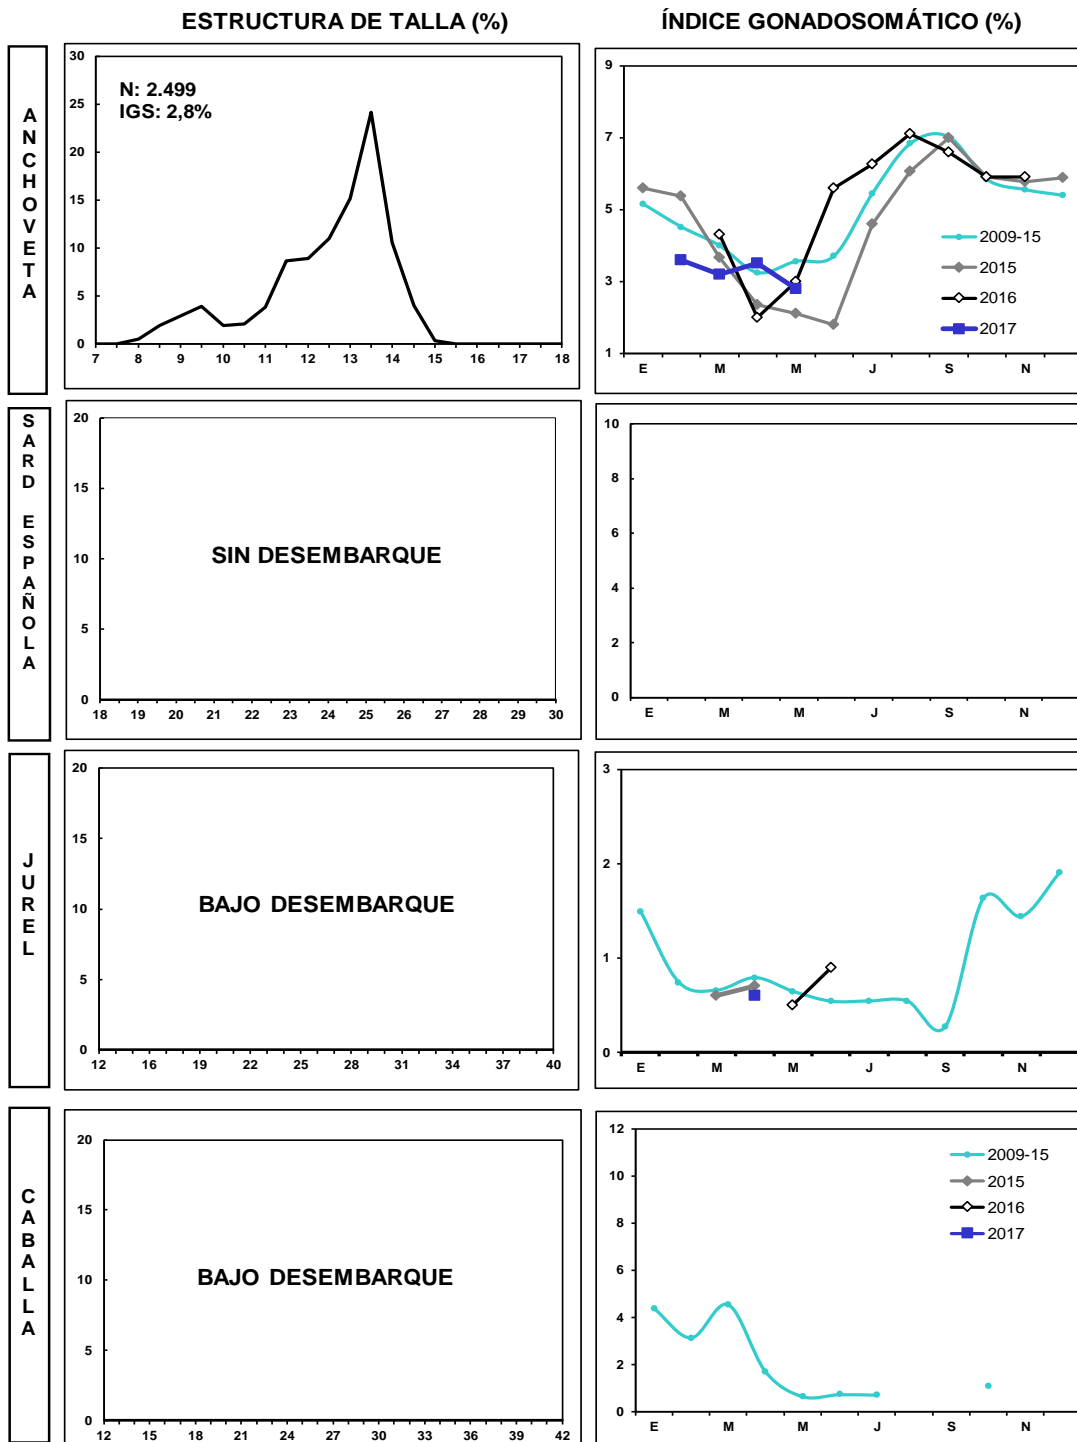 ESTRUCTURA DE TALLA (%)
ÍNDICE GONADOSOMÁTICO (%)
ANCHOVETA
N: 2.499
IGS: 2,8%
30
25
20
15
10
5
0
7 8 9 10 11 12 13 14 15 16 17 18
9
7
5
3
1
2009-15
2015
2016
2017
E M M J S N
SARD ESPAÑOLA
20
15
10
5
0
SIN DESEMBARQUE
18 19 20 21 22 23 24 25 26 27 28 29 30
10
8
6
4
2
0
E M M J S N
JUREL
20
15
10
5
0
BAJO DESEMBARQUE
12 16 19 22 25 28 31 34 37 40
3
2
1
0
E M M J S N
CABALLLA
20
15
10
5
0
BAJO DESEMBARQUE
12 15 18 21 24 27 30 33 36 39 42
12
10
8
6
4
2
0
2009-15
2015
2016
2017
E M M J S N